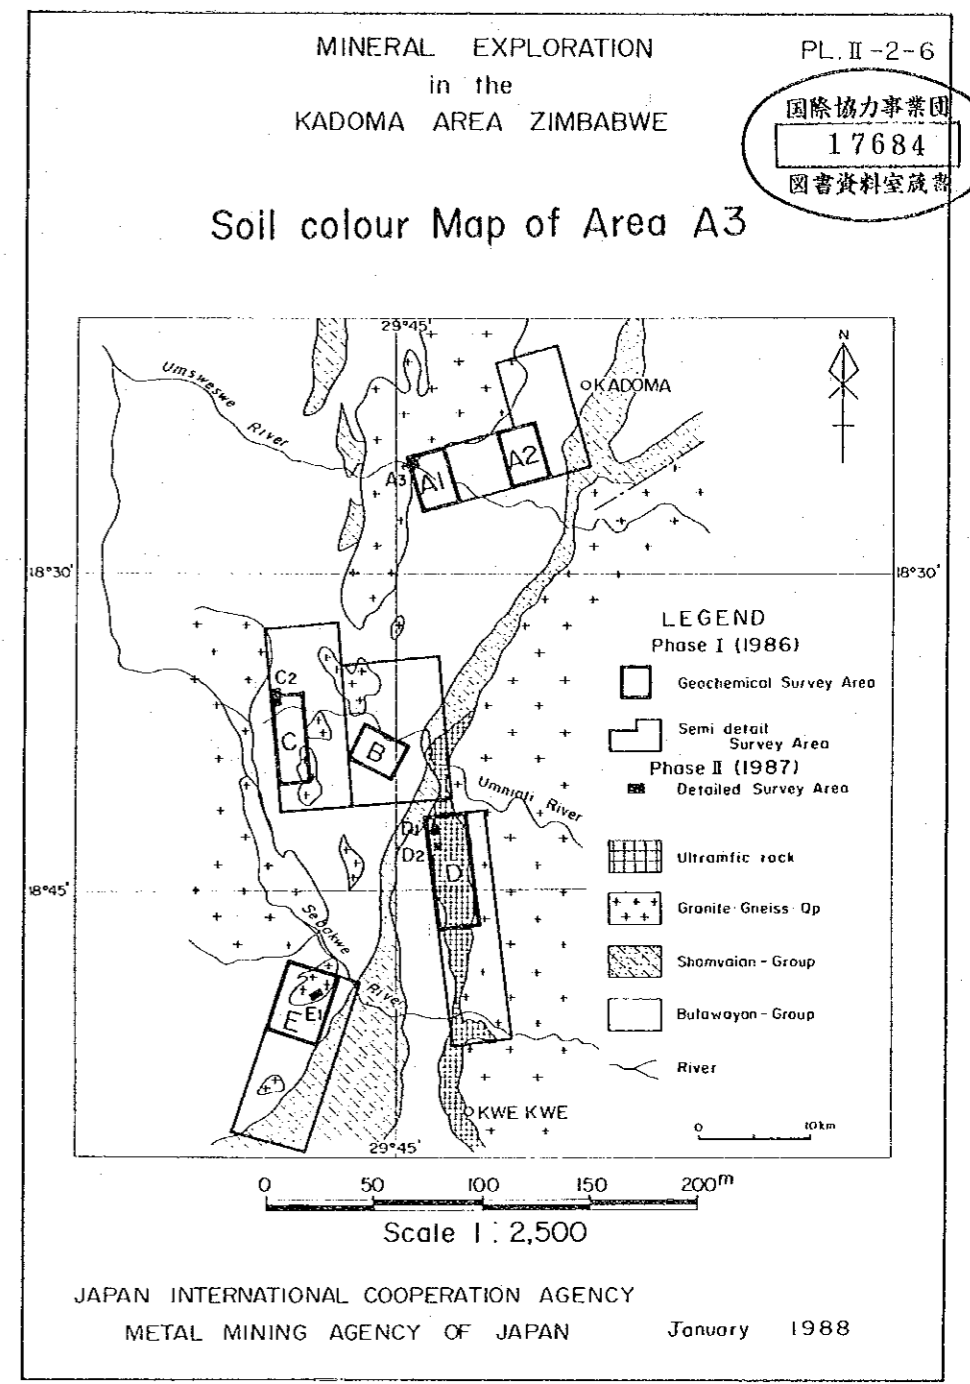 MINERAL EXPLORATION
in the
KADOMA AREA ZIMBABWE
PL. II-2-6
国際協力事業団
17684
図書資料室蔵書
Soil colour Map of Area A3
29°45'
N
Umsweswe
River
KADOMA
A3
A1
A2
18°30'
18°30'
LEGEND
Phase I (1986)
Geochemical Survey Area
Semi detail
Survey Area
Phase II (1987)
Detailed Survey Area
Ultramfic rock
Granite Gneiss Qp
Shamvaian-Group
Bulawayan-Group
River
C2
C
B
Umniati River
D1
D2
D
18°45'
Sebakwe
River
E
E1
KWE KWE
29°45'
0 10km
0 50 100 150 200m
Scale 1:2,500
JAPAN INTERNATIONAL COOPERATION AGENCY
METAL MINING AGENCY OF JAPAN
January 1988